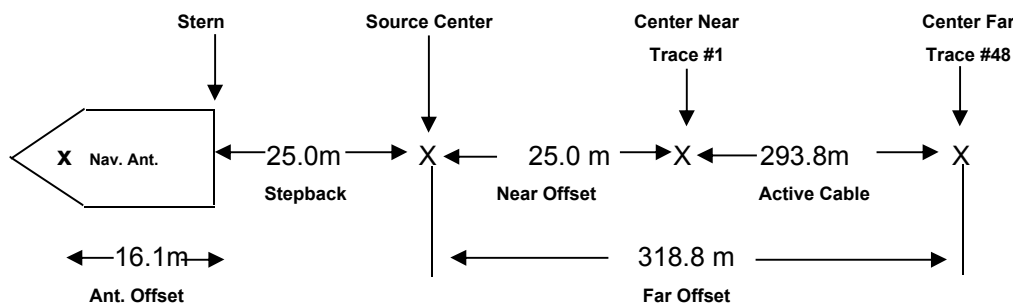 Stern
Source Center
Center Near
Trace #1
Center Far
Trace #48
X
Nav. Ant.
25.0m
X
25.0 m
X
293.8m
X
Stepback
Near Offset
Active Cable
16.1m
318.8 m
Ant. Offset
Far Offset